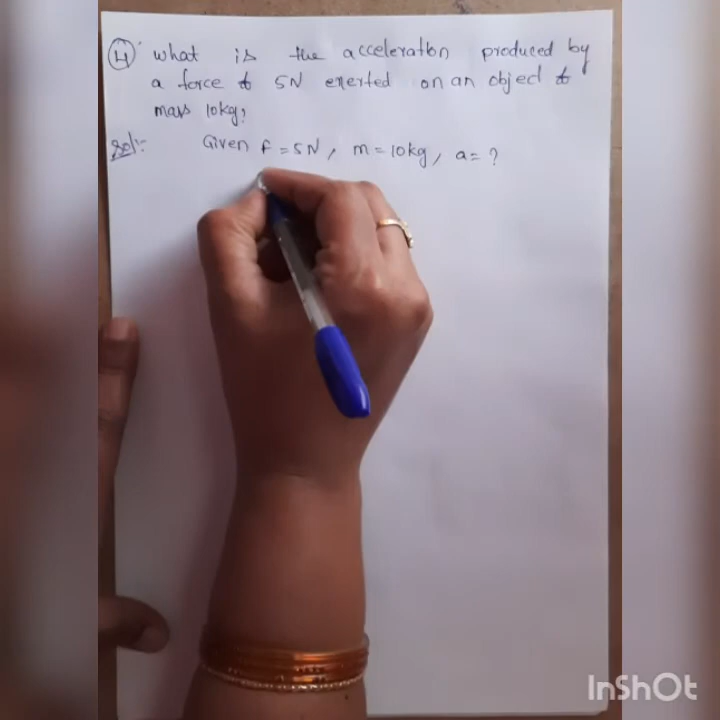 4) what is the acceleration produced by
a force of 5N exerted on an object of
mass 10kg?
Sol:- Given F = 5N, m = 10kg, a = ?
InShOt